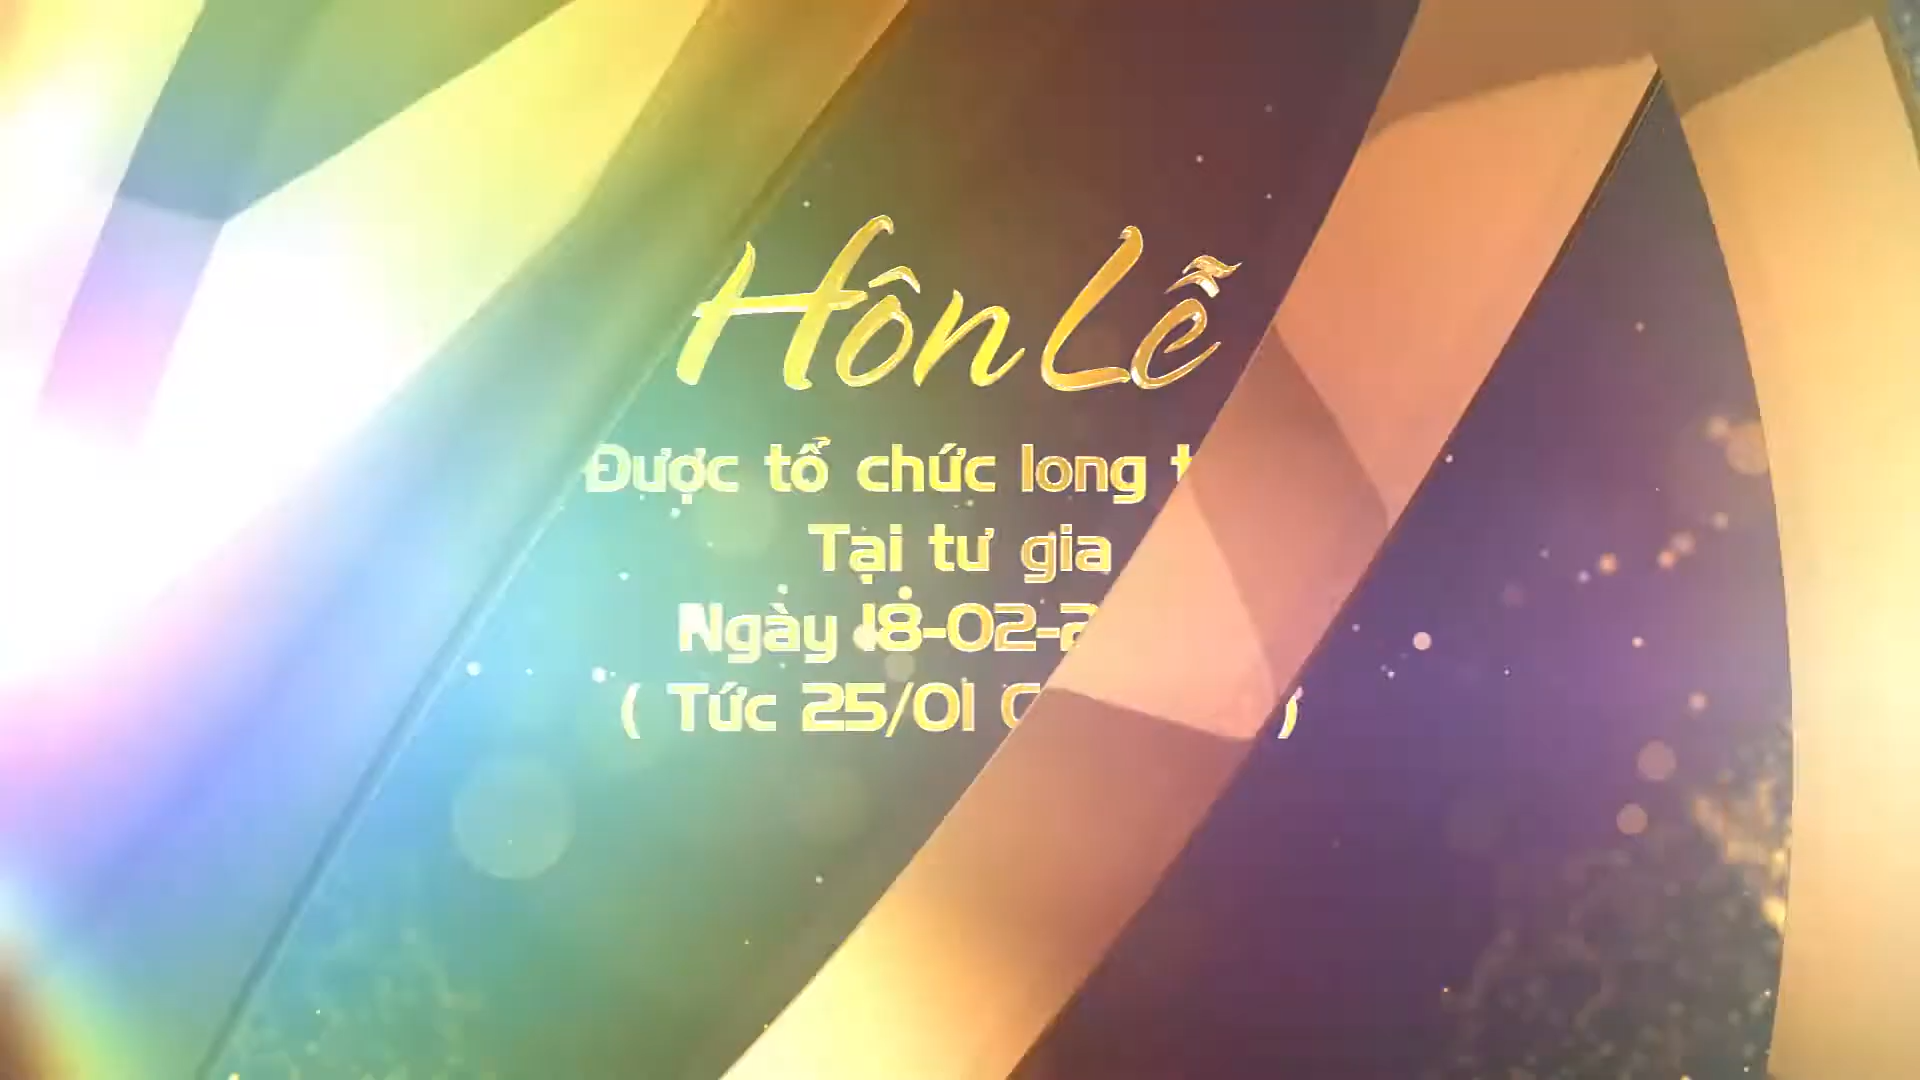 Hôn Lễ
Được tổ chức long
Tại tư gia
Ngày 18-02-
( Tức 25/01 )